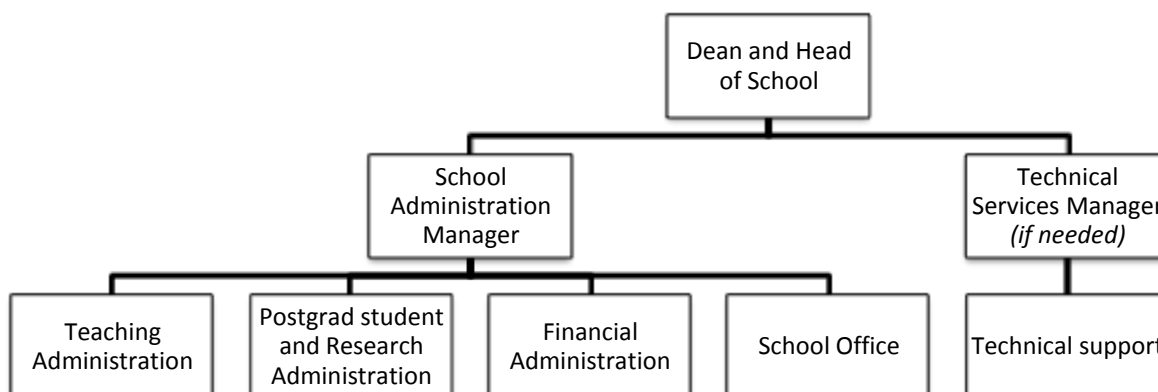 Dean and Head
of School
School
Administration
Manager
Technical
Services Manager
(if needed)
Teaching
Administration
Postgrad student
and Research
Administration
Financial
Administration
School Office
Technical support